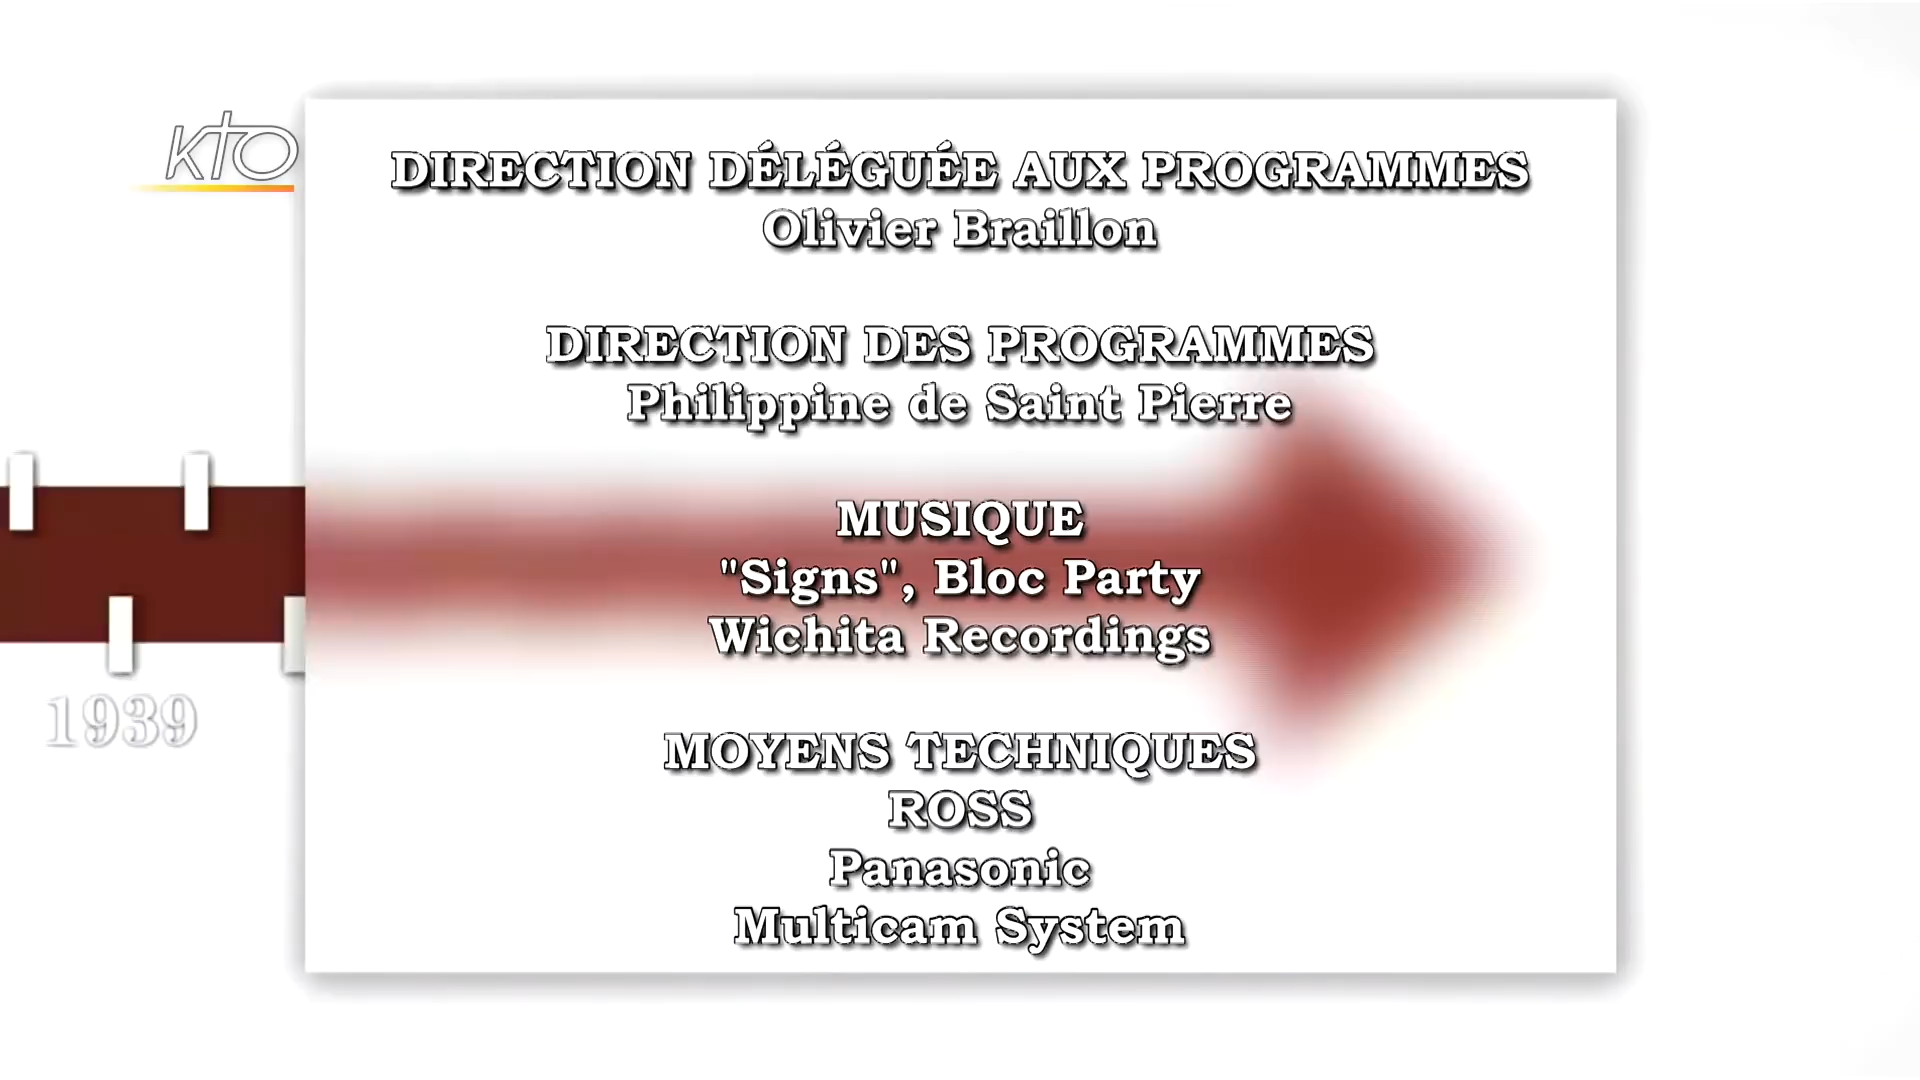 KTO
DIRECTION DÉLÉGUÉE AUX PROGRAMMES
Olivier Braillon
DIRECTION DES PROGRAMMES
Philippine de Saint Pierre
MUSIQUE
"Signs", Bloc Party
Wichita Recordings
1939
MOYENS TECHNIQUES
ROSS
Panasonic
Multicam System